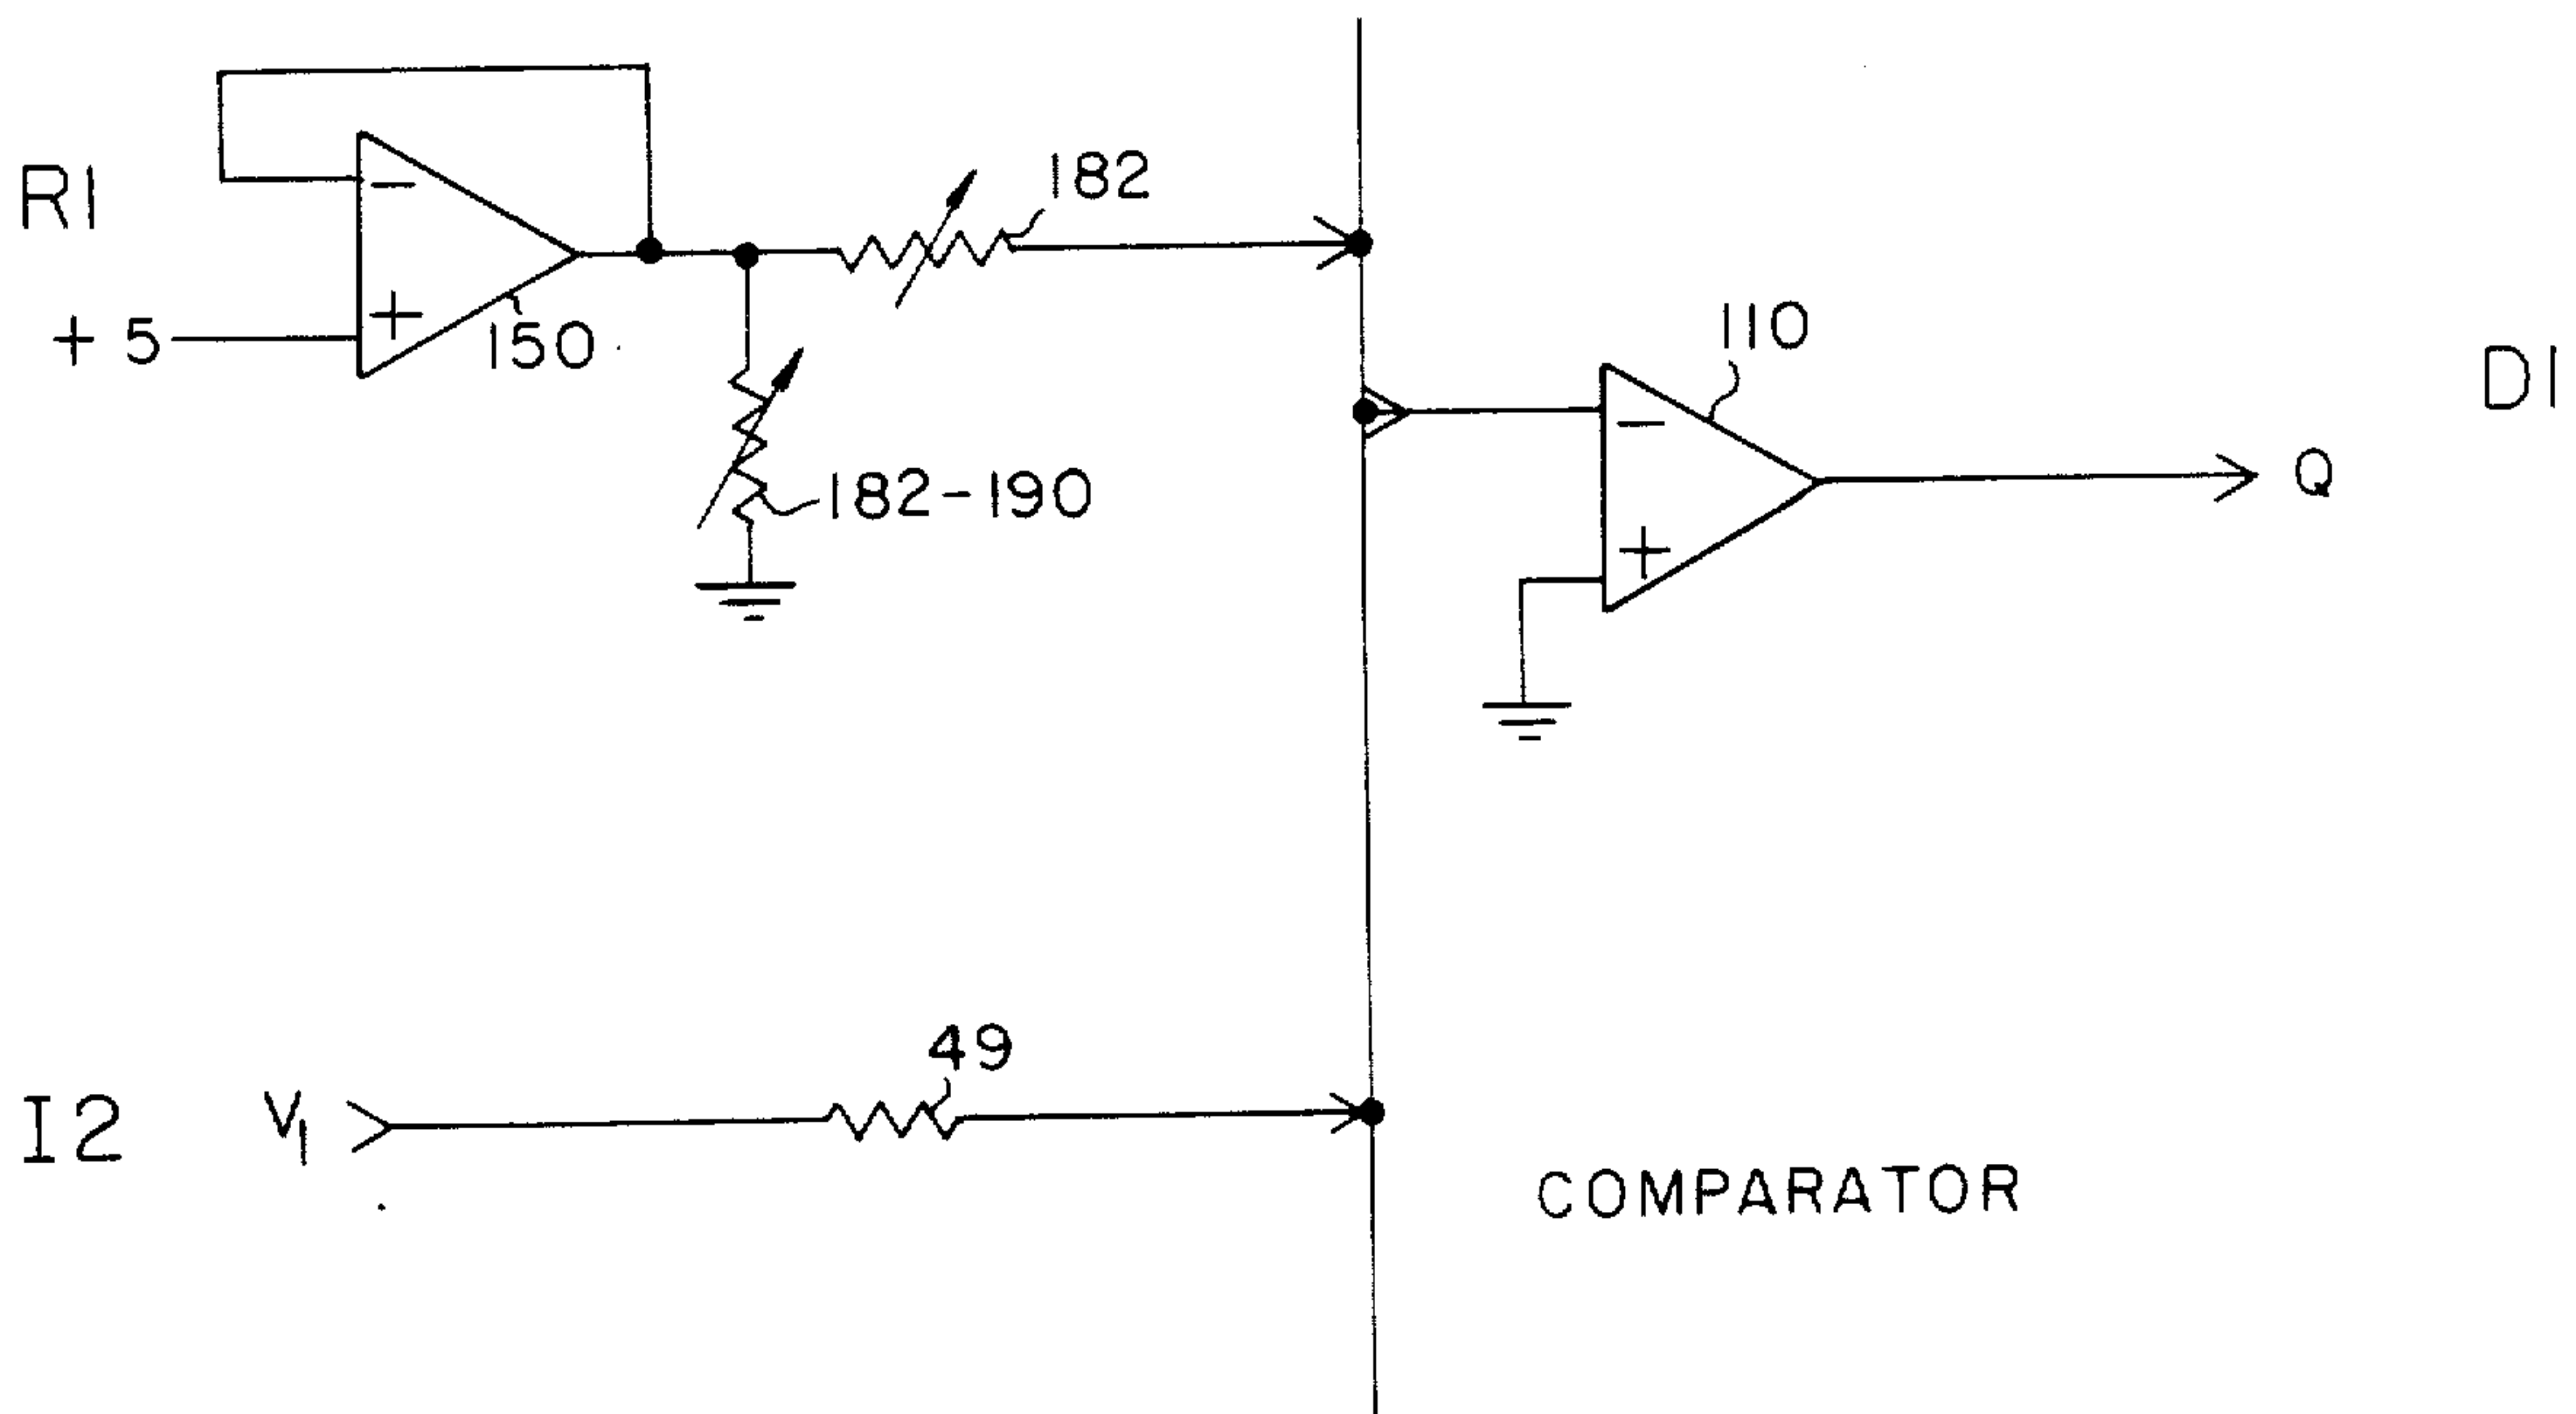 182
R1
-
+
+ 5
150
110
D1
182-190
-
+
Q
49
I2
V1
COMPARATOR